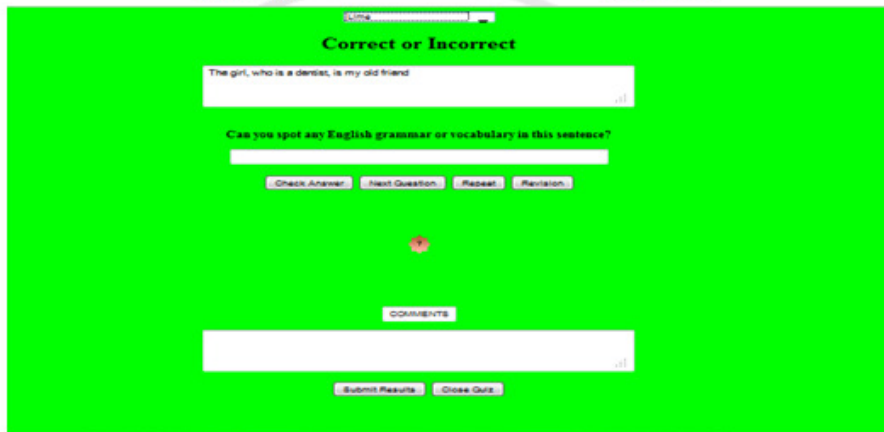 Lime
Correct or Incorrect
The girl, who is a dentist, is my old friend
Can you spot any English grammar or vocabulary in this sentence?
Check Answer Next Question Repeat Revision
?
COMMENTS
Submit Results Close Quiz